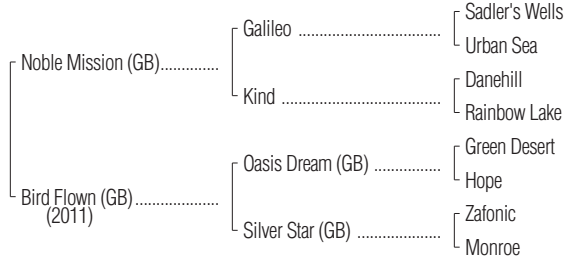 Sadler's Wells
Galileo ..................................
Urban Sea
Noble Mission (GB)..............
Danehill
Kind ......................................
Rainbow Lake
Green Desert
Oasis Dream (GB) ................
Hope
Bird Flown (GB)....................
(2011)
Zafonic
Silver Star (GB) ....................
Monroe